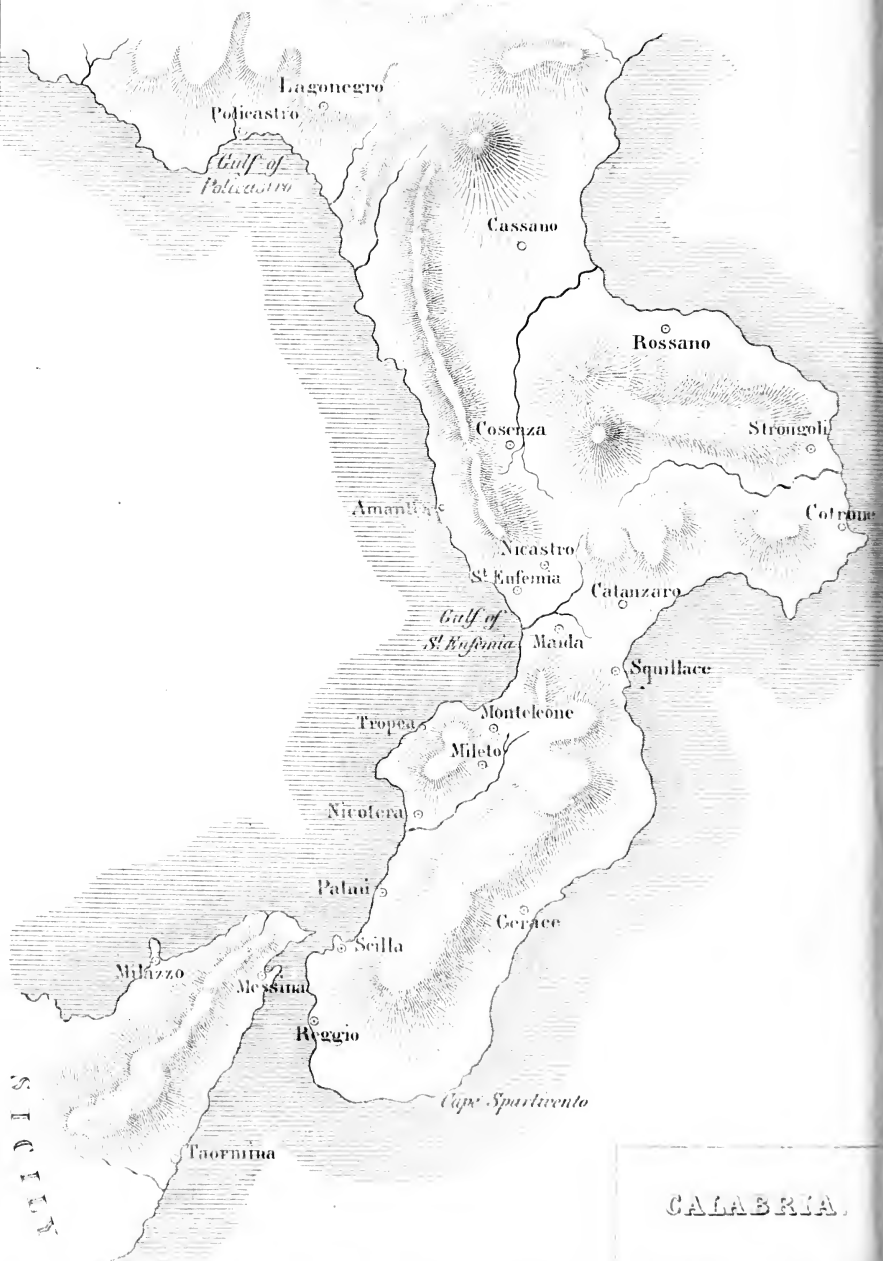 Lagonegro
Policastro
Gulf of
Policastro
Cassano
Rossano
Cosenza
Strongoli
Amantea
Cotrone
Nicastro
St Eufemia
Catanzaro
Gulf of
St Eufemia
Maida
Squillace
Tropea
Monteleone
Mileto
Nicotera
Palmi
Gerace
Scilla
Milazzo
Messina
Reggio
Cape Spartivento
SICILY
Taormina
CALABRIA.